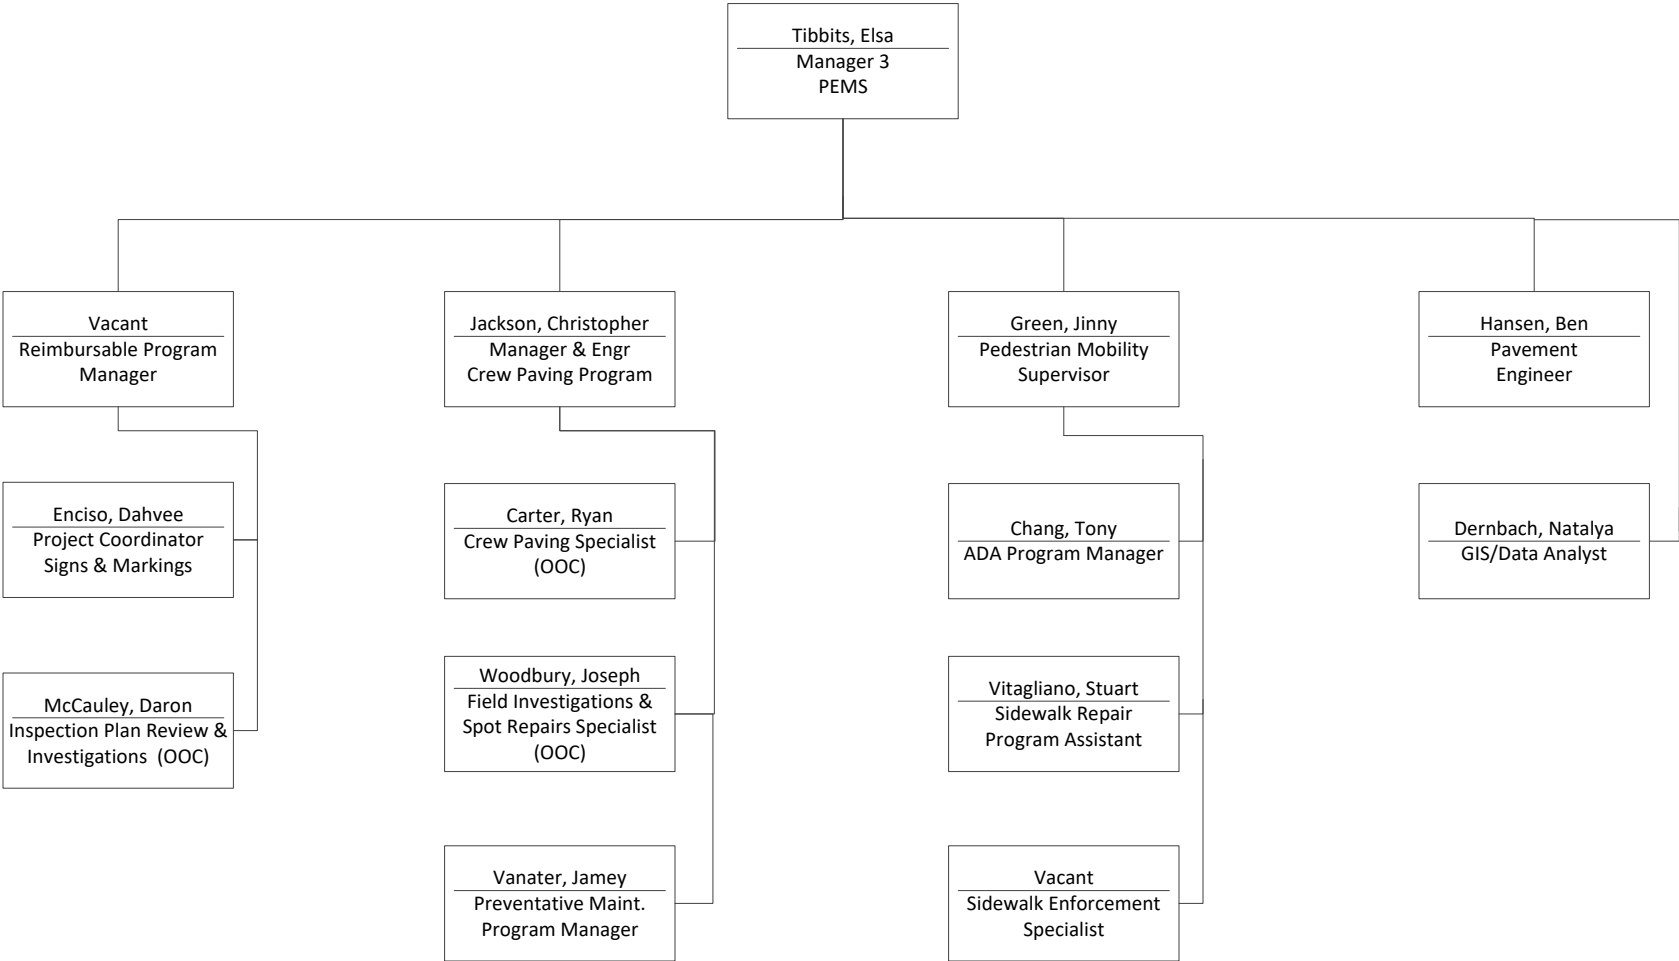 Tibbits, Elsa
Manager 3
PEMS
Vacant
Reimbursable Program
Manager
Jackson, Christopher
Manager & Engr
Crew Paving Program
Green, Jinny
Pedestrian Mobility
Supervisor
Hansen, Ben
Pavement
Engineer
Enciso, Dahvee
Project Coordinator
Signs & Markings
Carter, Ryan
Crew Paving Specialist
(OOC)
Chang, Tony
ADA Program Manager
Dernbach, Natalya
GIS/Data Analyst
McCauley, Daron
Inspection Plan Review &
Investigations (OOC)
Woodbury, Joseph
Field Investigations &
Spot Repairs Specialist
(OOC)
Vitagliano, Stuart
Sidewalk Repair
Program Assistant
Vanater, Jamey
Preventative Maint.
Program Manager
Vacant
Sidewalk Enforcement
Specialist